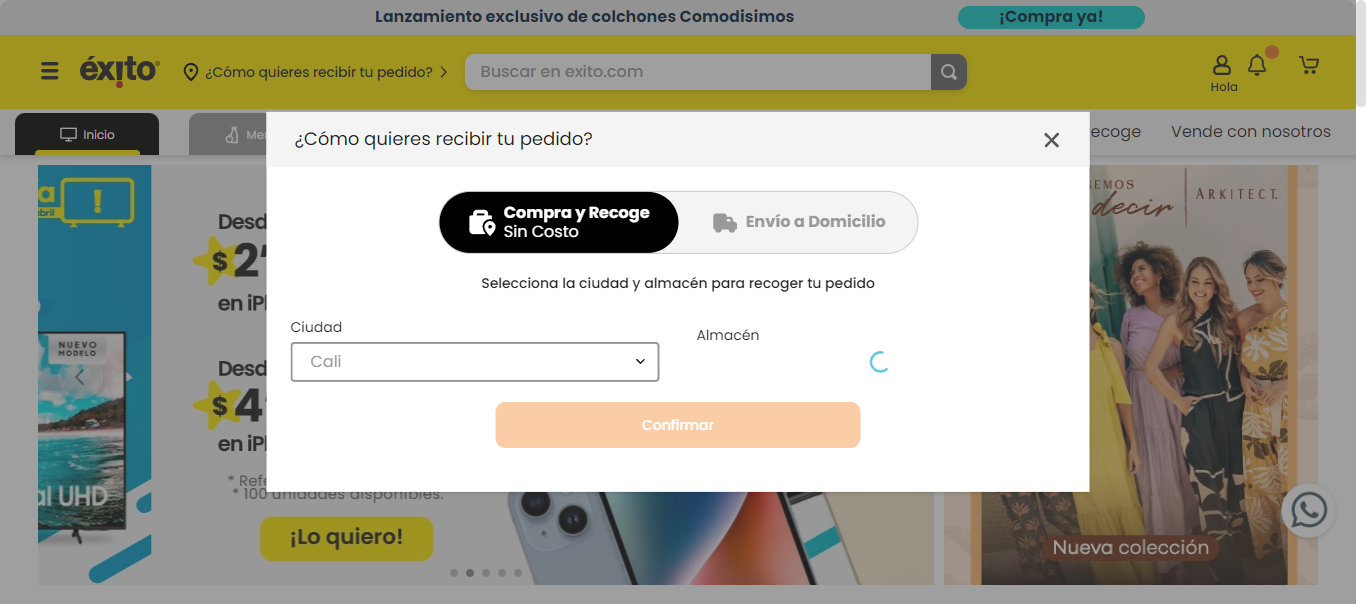 Lanzamiento exclusivo de colchones Comodisimos
¡Compra ya!
éxito
¿Cómo quieres recibir tu pedido?
Buscar en exito.com
Hola
Inicio
ecoge
Vende con nosotros
¿Cómo quieres recibir tu pedido?
Compra y Recoge
Sin Costo
Envío a Domicilio
Selecciona la ciudad y almacén para recoger tu pedido
Ciudad
Almacén
Cali
Confirmar
Desd
$2
en iP
NUEVO
MODELO
Desd
$4
en iP
* Refe
* 100 unidades disponibles.
al UHD
¡Lo quiero!
decir
ARKITECT.
Nueva colección